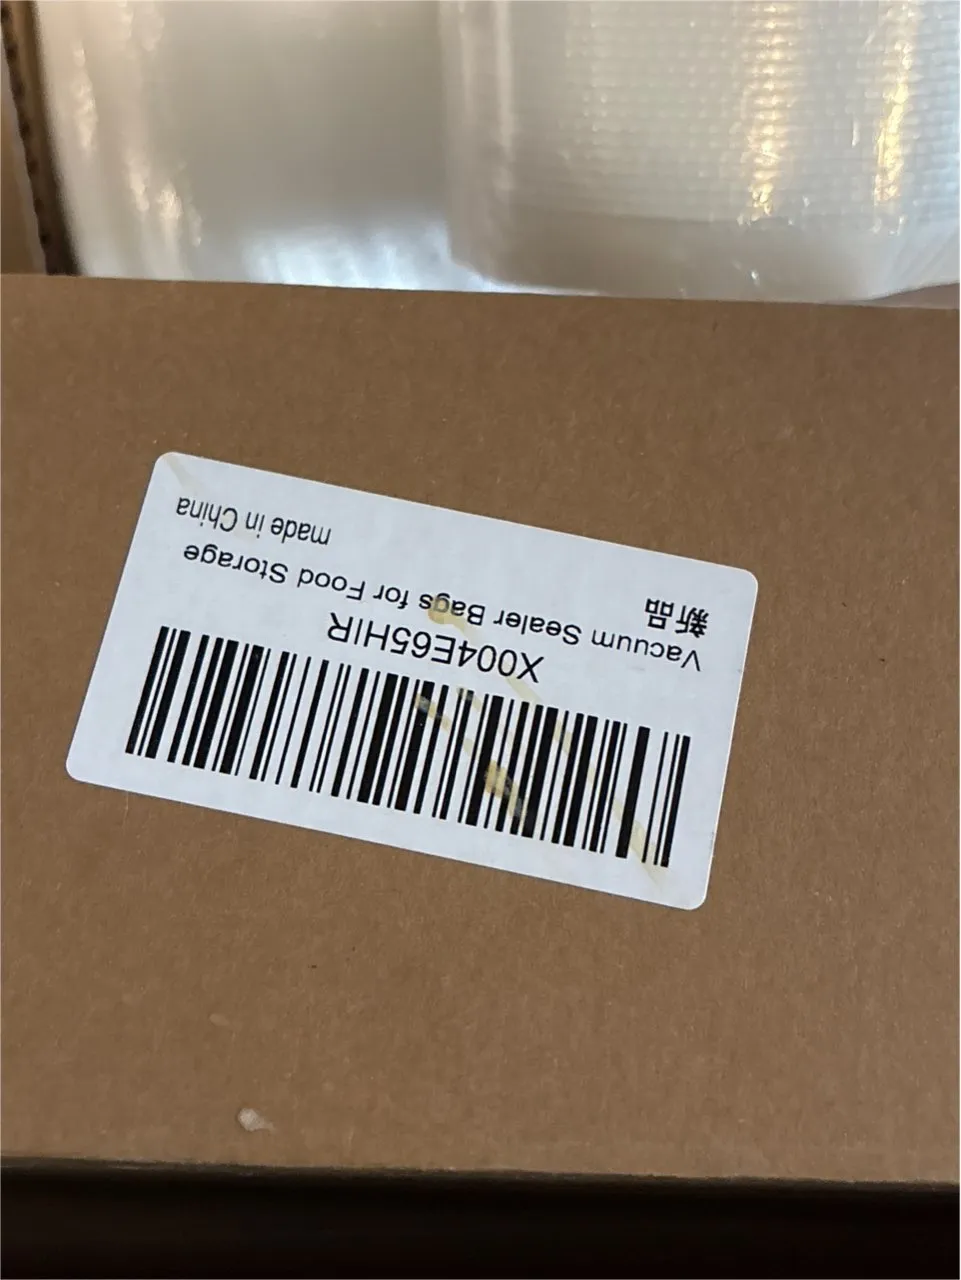 X004E65HIR
Vacuum Sealer Bags for Food Storage
新品
made in China